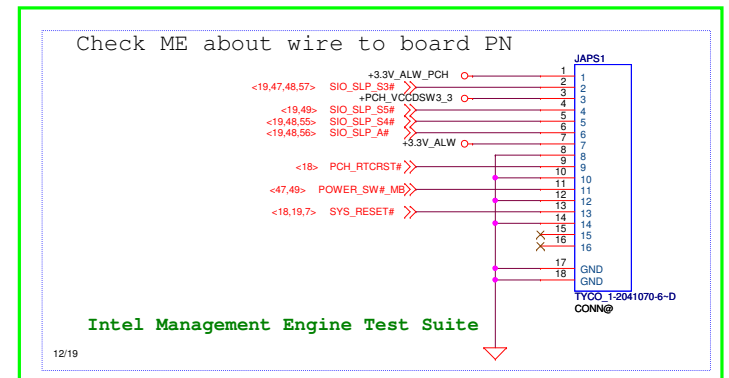 Check ME about wire to board PN
JAPS1
+3.3V_ALW_PCH 1 1
<19,47,48,57> SIO_SLP_S3# 2 2
+PCH_VCCDSW3_3 3 3
<19,49> SIO_SLP_S5# 4 4
<19,48,55> SIO_SLP_S4# 5 5
<19,48,56> SIO_SLP_A# 6 6
+3.3V_ALW 7 7
8 8
<18> PCH_RTCRST# 9 9
10 10
<47,49> POWER_SW#_MB 11 11
12 12
<18,19,7> SYS_RESET# 13 13
14 14
15 15
16 16
17 GND
18 GND
TYCO_1-2041070-6~D
CONN@
Intel Management Engine Test Suite
12/19